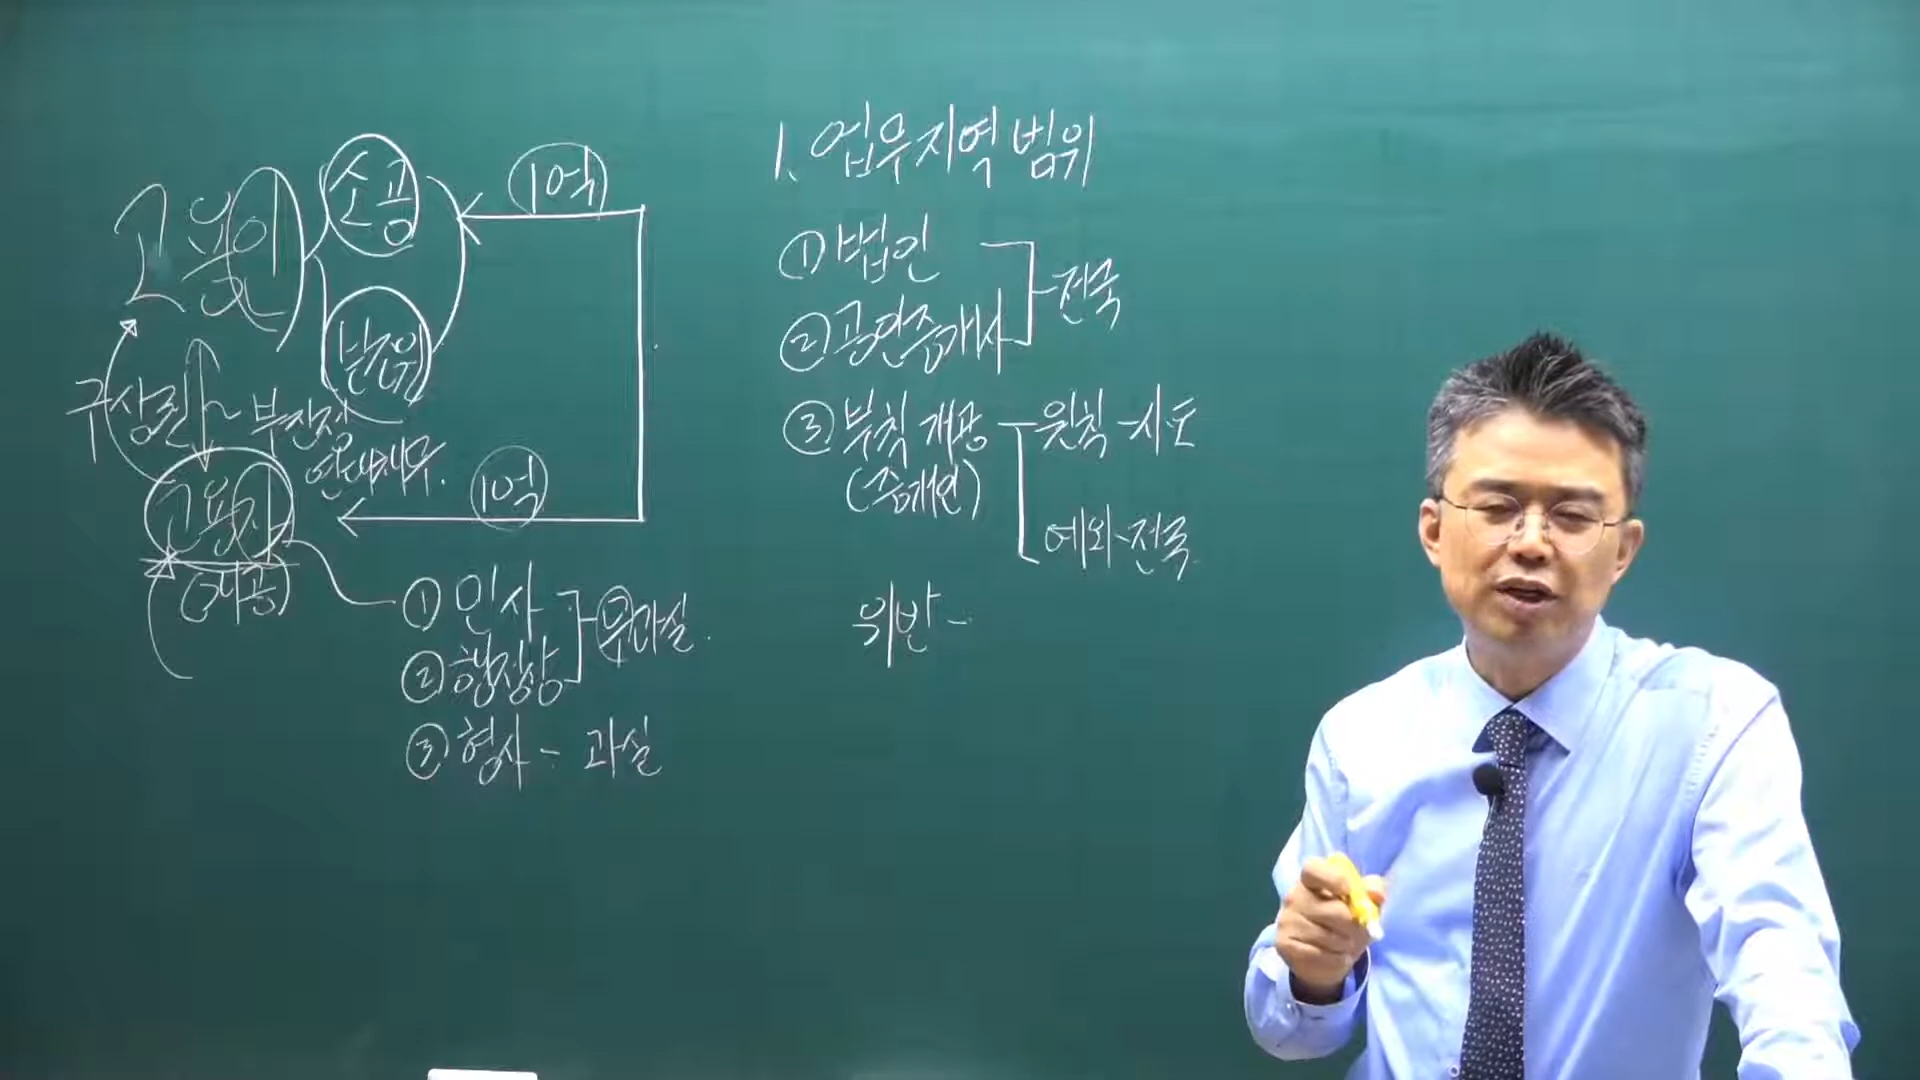 고용인
소공
보조원
1억
구상권~ 부진정
연대채무.
고용자
(개공)
1억
① 민사
② 행정상
무과실.
③ 형사 - 과실
1. 업무지역 범위
① 법인
② 공인중개사
전국
③ 부칙 개공
(중개인)
원칙 - 시·도
예외 - 전국
위반 -